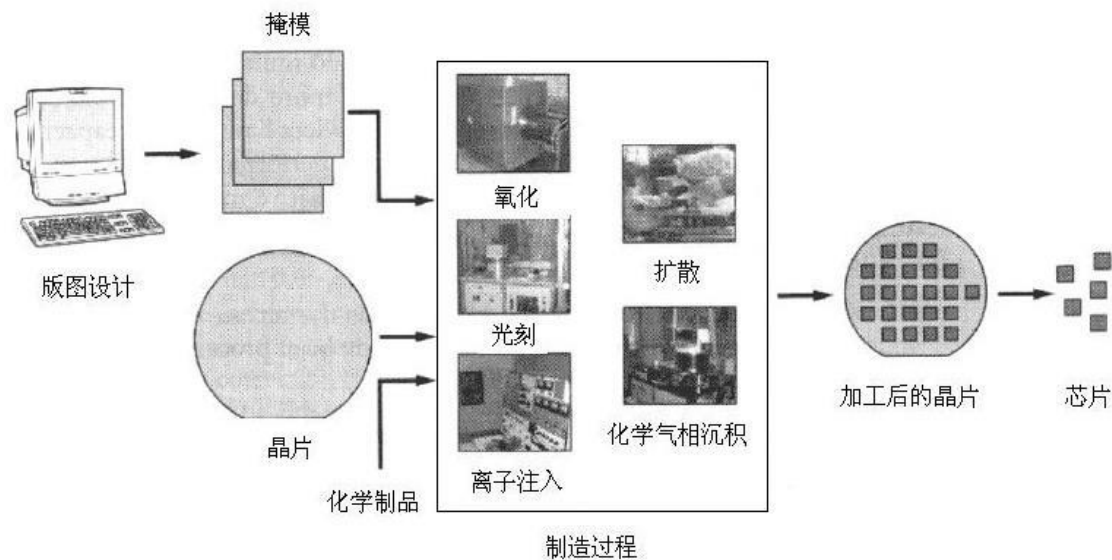 掩模
版图设计
晶片
化学制品
氧化
光刻
离子注入
扩散
化学气相沉积
制造过程
加工后的晶片
芯片